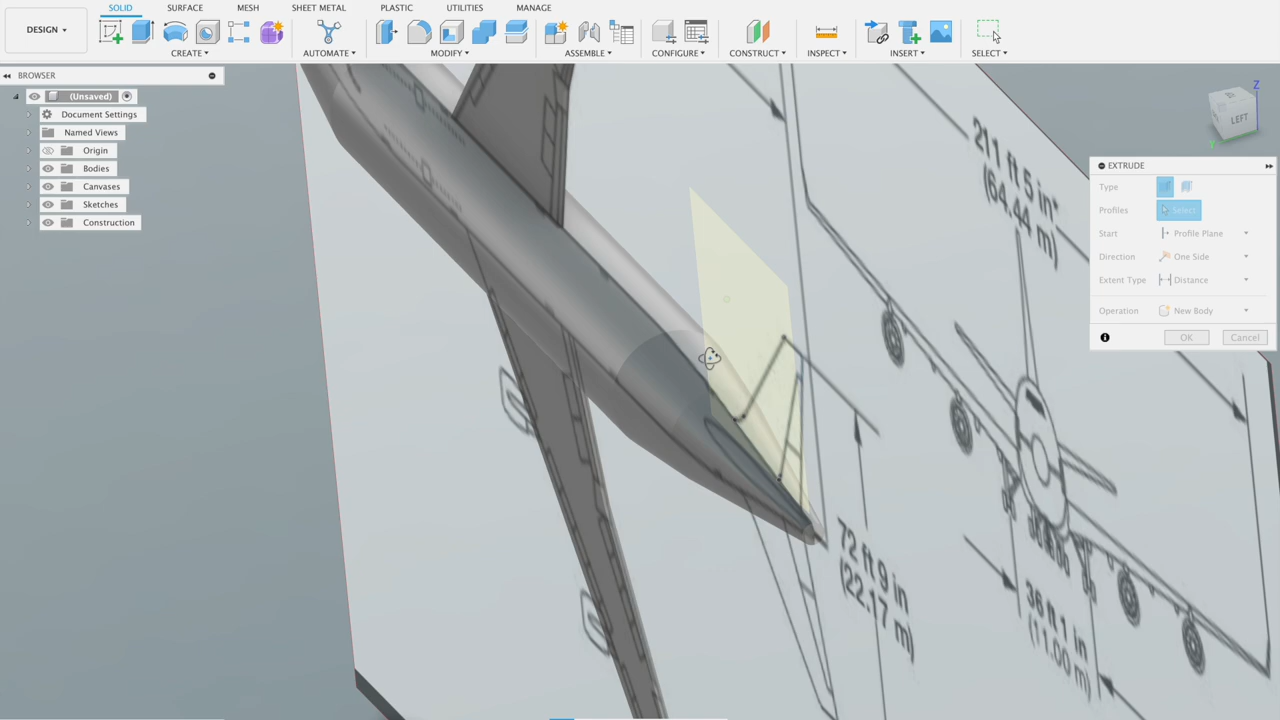 SOLID SURFACE MESH SHEET METAL PLASTIC UTILITIES MANAGE
DESIGN
CREATE AUTOMATE MODIFY ASSEMBLE CONFIGURE CONSTRUCT INSPECT INSERT SELECT
BROWSER
(Unsaved)
Document Settings
Named Views
Origin
Bodies
Canvases
Sketches
Construction
Z
LEFT
Y
EXTRUDE
Type
Profiles Select
Start Profile Plane
Direction One Side
Extent Type Distance
Operation New Body
OK Cancel
211 ft 5 in*
(64.44 m)
72 ft 9 in
(22.17 m)
36 ft 1 in
(11.00 m)